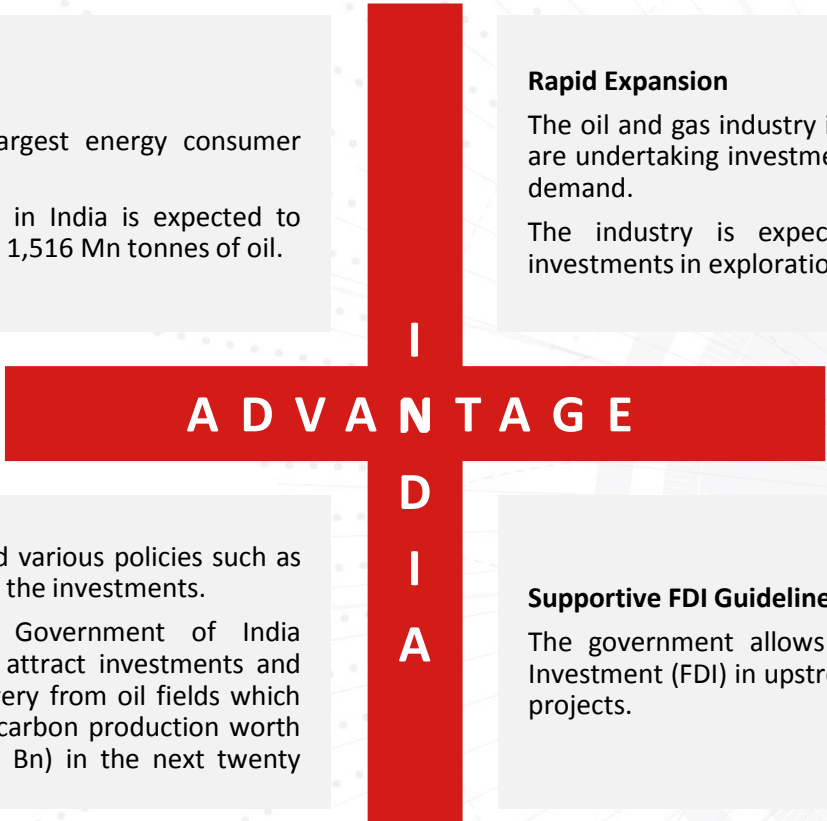 argest energy consumer
in India is expected to
1,516 Mn tonnes of oil.
Rapid Expansion
The oil and gas industry i
are undertaking investme
demand.
The industry is expec
investments in exploratio
ADVANTAGE
INDIA
d various policies such as
the investments.
Government of India
attract investments and
ery from oil fields which
carbon production worth
Bn) in the next twenty
Supportive FDI Guideline
The government allows
Investment (FDI) in upstre
projects.